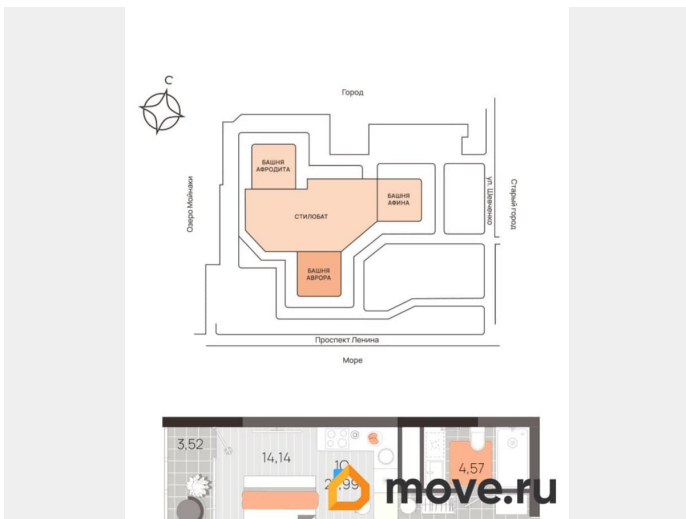 С
Город
БАШНЯ
АФРОДИТА
БАШНЯ
АФИНА
Озеро Мойнаки
СТИЛОБАТ
ул. Шевченко
Старый город
БАШНЯ
АВРОРА
Проспект Ленина
Море
3,52
14,14
4,57
move.ru